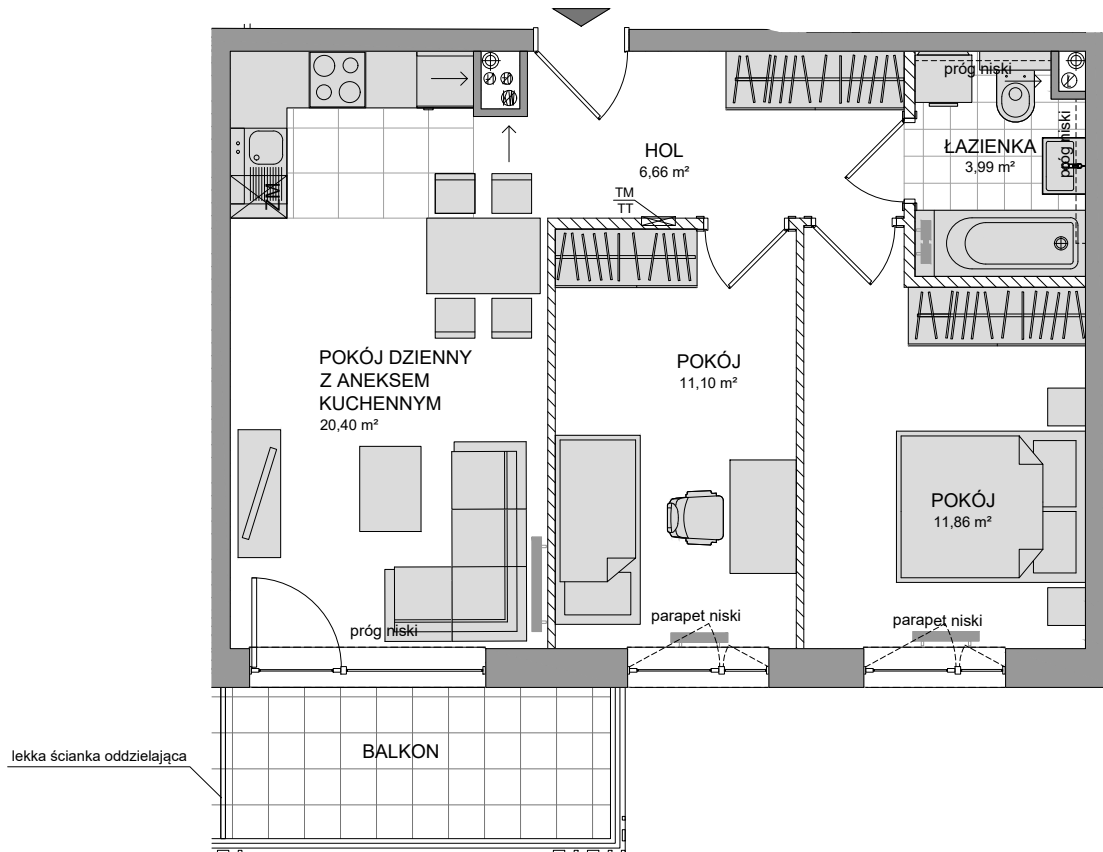 próg niski
próg niski
HOL
6,66 m²
ŁAZIENKA
3,99 m²
TM
TT
ZM
POKÓJ DZIENNY
Z ANEKSEM
KUCHENNYM
20,40 m²
POKÓJ
11,10 m²
POKÓJ
11,86 m²
próg niski
parapet niski
parapet niski
BALKON
lekka ścianka oddzielająca